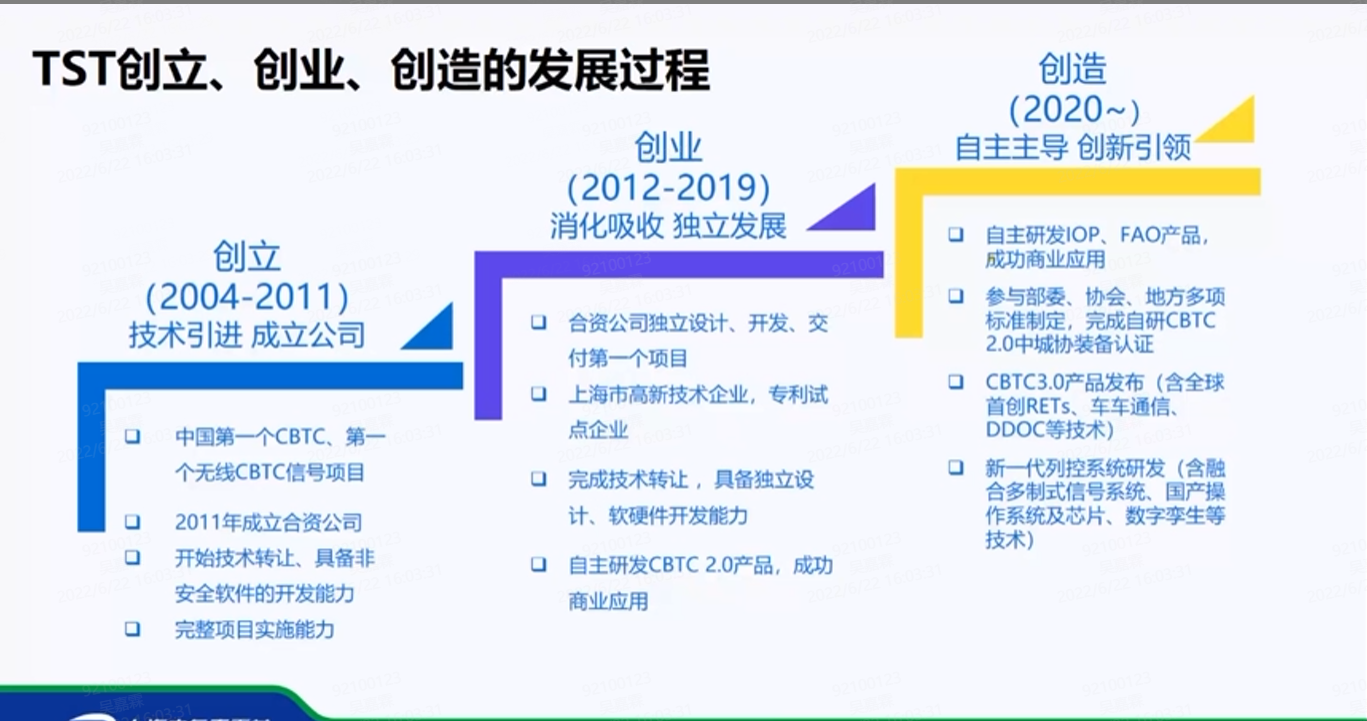 TST创立、创业、创造的发展过程
创立
(2004-2011)
技术引进 成立公司
中国第一个CBTC、第一
个无线CBTC信号项目
2011年成立合资公司
开始技术转让、具备非
安全软件的开发能力
完整项目实施能力
创业
(2012-2019)
消化吸收 独立发展
合资公司独立设计、开发、交
付第一个项目
上海市高新技术企业，专利试
点企业
完成技术转让，具备独立设
计、软硬件开发能力
自主研发CBTC 2.0产品，成功
商业应用
创造
(2020~)
自主主导 创新引领
自主研发IOP、FAO产品，
成功商业应用
参与部委、协会、地方多项
标准制定，完成自研CBTC
2.0中城协装备认证
CBTC3.0产品发布（含全球
首创RETs、车车通信、
DDOC等技术）
新一代列控系统研发（含融
合多制式信号系统、国产操
作系统及芯片、数字孪生等
技术）
92100123
2022/6/22 16:03:31